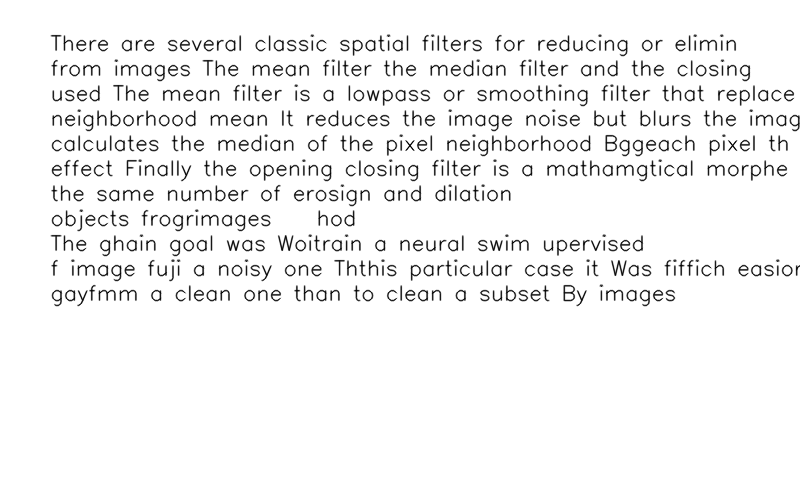 There are several classic spatial filters for reducing or elimin
from images The mean filter the median filter and the closing
used The mean filter is a lowpass or smoothing filter that replace
neighborhood mean It reduces the image noise but blurs the imag
calculates the median of the pixel neighborhood Bggeach pixel th
effect Finally the opening closing filter is a mathamgtical morphe
the same number of erosign and dilation
objects frogrimages hod
The ghain goal was Woitrain a neural swim upervised
f image fuji a noisy one Ththis particular case it Was fiffich easior
gayfmm a clean one than to clean a subset By images